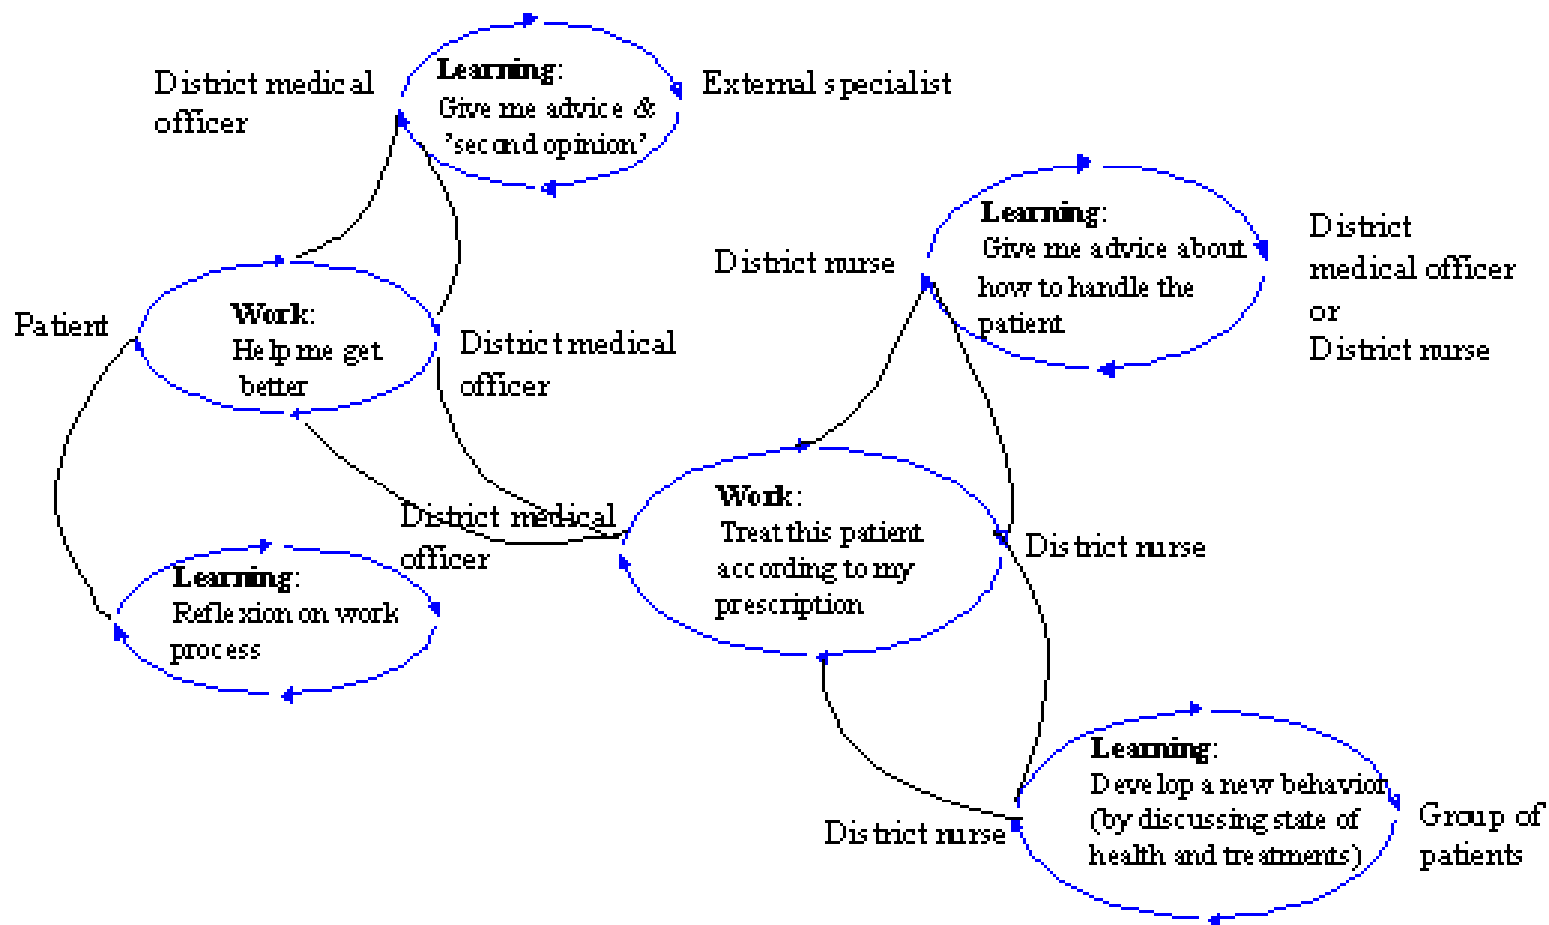 District medical
officer
Learning:
Give me advice &
'second opinion'
External specialist
Learning:
Give me advice about
how to handle the
patient
District nurse
District
medical officer
or
District nurse
Patient
Work:
Help me get
better
District medical
officer
District medical
officer
Work:
Treat this patient
according to my
prescription
District nurse
Learning:
Reflexion on work
process
Learning:
Develop a new behavior
(by discussing state of
health and treatments)
District nurse
Group of
patients